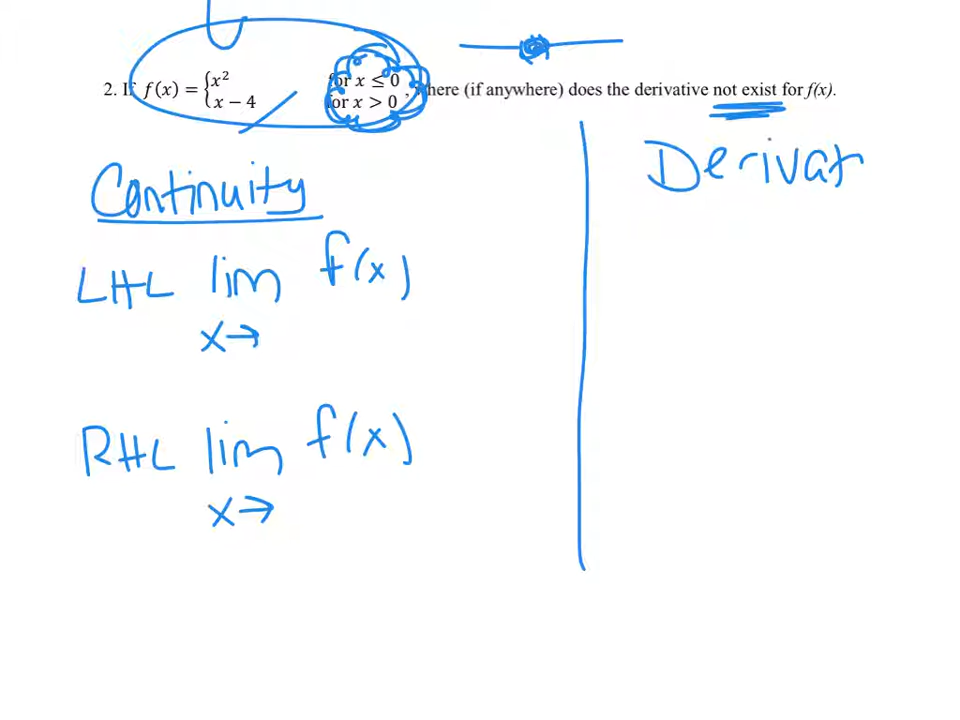 2. If f(x) = {x² for x ≤ 0
x − 4 for x > 0 , where (if anywhere) does the derivative not exist for f(x).
Continuity
Derivat
LHL lim f(x)
x→
RHL lim f(x)
x→